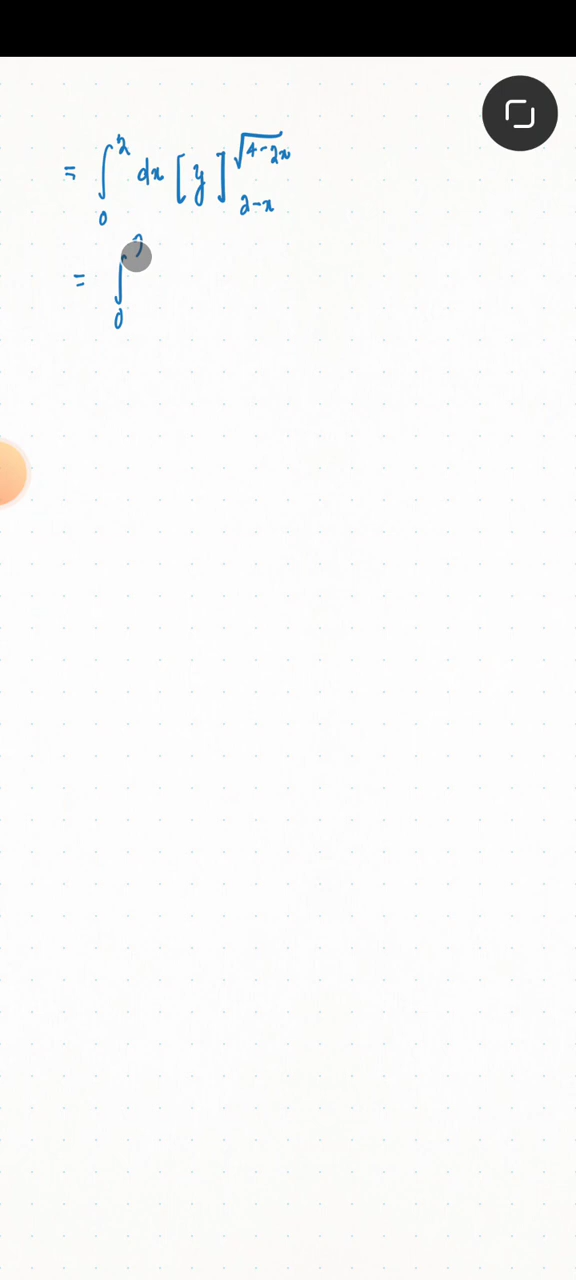 = ∫₀² dx [y]_{2-x}^{√(4-2x)}
= ∫₀